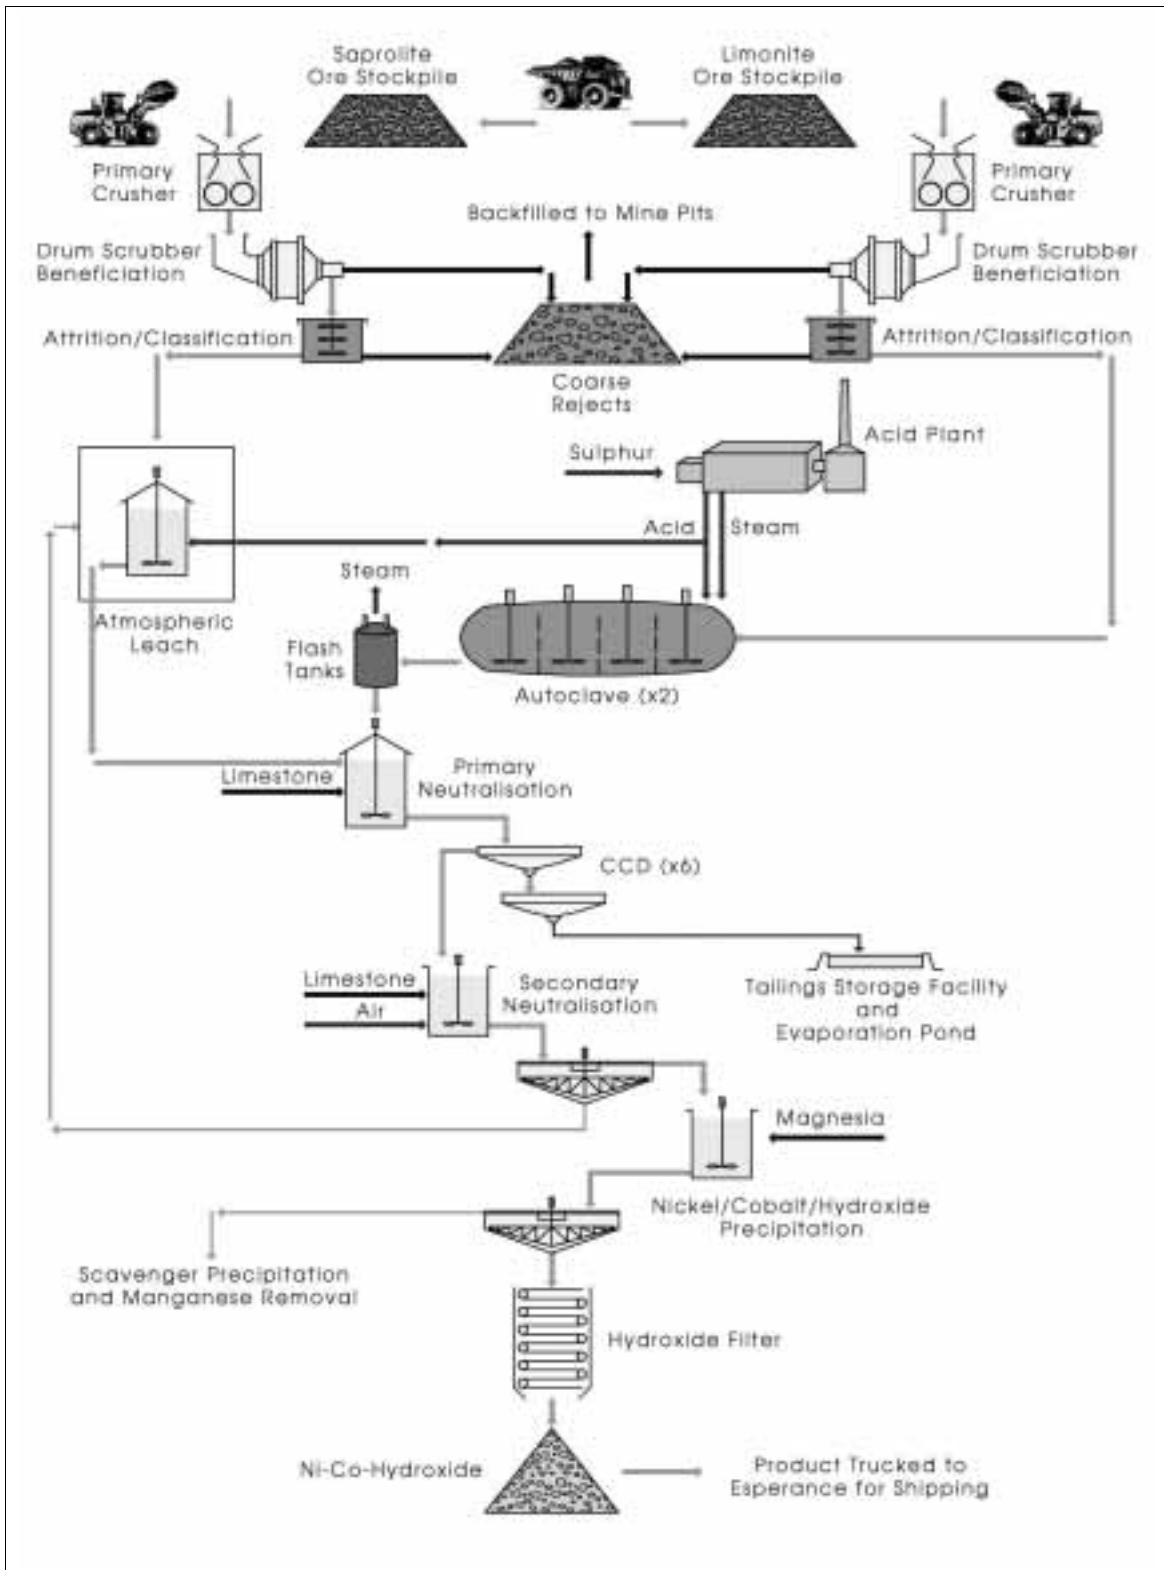 Saprolite
Ore Stockpile
Limonite
Ore Stockpile
Primary
Crusher
Primary
Crusher
Backfilled to Mine Pits
Drum Scrubber
Beneficiation
Drum Scrubber
Beneficiation
Attrition/Classification
Attrition/Classification
Coarse
Rejects
Acid Plant
Sulphur
Acid
Steam
Steam
Atmospheric
Leach
Flash
Tanks
Autoclave (x2)
Primary
Neutralisation
Limestone
CCD (x6)
Limestone
Air
Secondary
Neutralisation
Tailings Storage Facility
and
Evaporation Pond
Magnesia
Nickel/Cobalt/Hydroxide
Precipitation
Scavenger Precipitation
and Manganese Removal
Hydroxide Filter
Ni-Co-Hydroxide
Product Trucked to
Esperance for Shipping